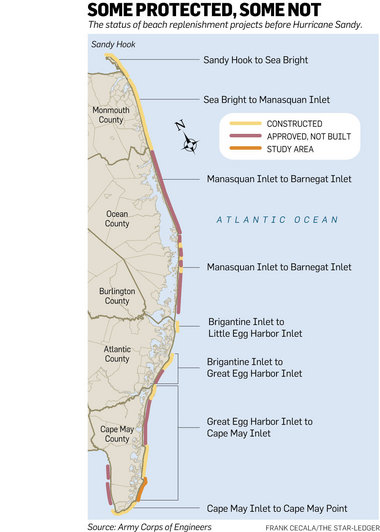 SOME PROTECTED, SOME NOT
The status of beach replenishment projects before Hurricane Sandy.
Sandy Hook
Sandy Hook to Sea Bright
Sea Bright to Manasquan Inlet
Monmouth
County
N
CONSTRUCTED
APPROVED, NOT BUILT
STUDY AREA
Manasquan Inlet to Barnegat Inlet
Ocean
County
ATLANTIC OCEAN
Manasquan Inlet to Barnegat Inlet
Burlington
County
Brigantine Inlet to
Little Egg Harbor Inlet
Atlantic
County
Brigantine Inlet to
Great Egg Harbor Inlet
Great Egg Harbor Inlet to
Cape May Inlet
Cape May
County
Cape May Inlet to Cape May Point
Source: Army Corps of Engineers
FRANK CECALA/THE STAR-LEDGER